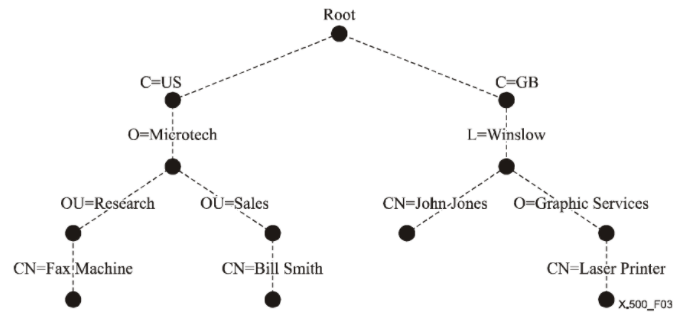 Root
C=US
C=GB
O=Microtech
L=Winslow
OU=Research
OU=Sales
CN=John Jones
O=Graphic Services
CN=Fax Machine
CN=Bill Smith
CN=Laser Printer
X.500_F03